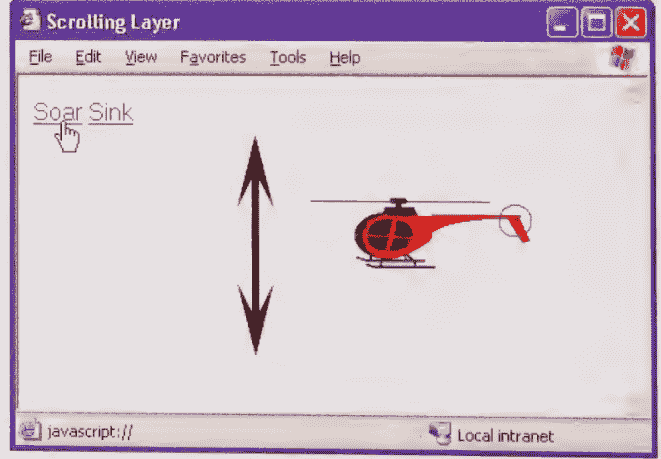 Scrolling Layer
File Edit View Favorites Tools Help
Soar Sink
javascript:// Local intranet